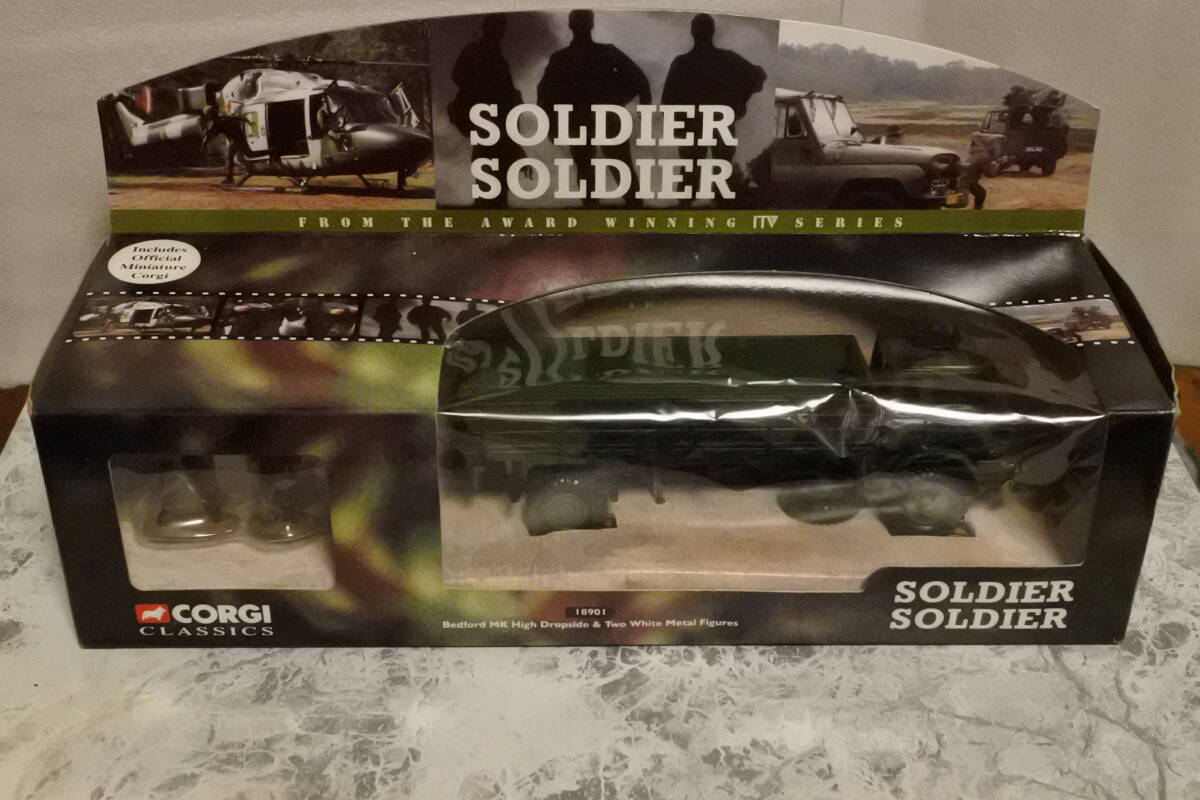 SOLDIER
SOLDIER
FROM THE AWARD WINNING ITV SERIES
Includes
Official
Miniature
Corgi
CORGI
CLASSICS
18901
Bedford MK High Dropside & Two White Metal Figures
SOLDIER
SOLDIER